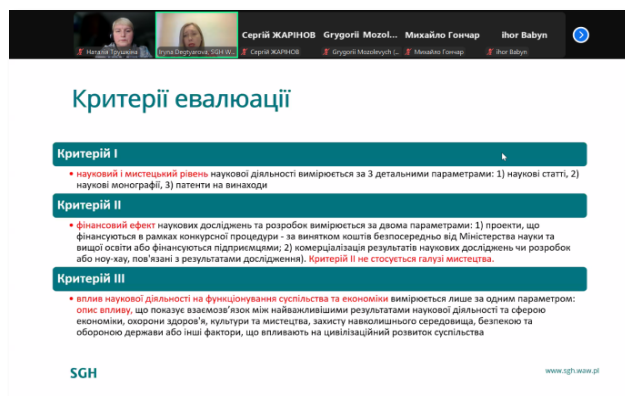 Сергій ЖАРІНОВ Grygorii Mozol... Михайло Гончар Ihor Babyn
Наталія Трушкіна Iryna Degtyarova, SGH W... Сергій ЖАРІНОВ Grygorii Mozolevych (... Михайло Гончар Ihor Babyn
Критерії евалюації
Критерій І
• науковий і мистецький рівень наукової діяльності вимірюється за 3 детальними параметрами: 1) наукові статті, 2)
наукові монографії, 3) патенти на винаходи
Критерій ІІ
• фінансовий ефект наукових досліджень та розробок вимірюється за двома параметрами: 1) проекти, що
фінансуються в рамках конкурсної процедури - за винятком коштів безпосередньо від Міністерства науки та
вищої освіти або фінансуються підприємцями; 2) комерціалізація результатів наукових досліджень чи розробок
або ноу-хау, пов'язані з результатами дослідження). Критерій ІІ не стосується галузі мистецтва.
Критерій ІІІ
• вплив наукової діяльності на функціонування суспільства та економіки вимірюється лише за одним параметром:
опис впливу, що показує взаємозв'язок між найважливішими результатами наукової діяльності та сферою
економіки, охорони здоров'я, культури та мистецтва, захисту навколишнього середовища, безпекою та
обороною держави або інші фактори, що впливають на цивілізаційний розвиток суспільства
SGH
www.sgh.waw.pl